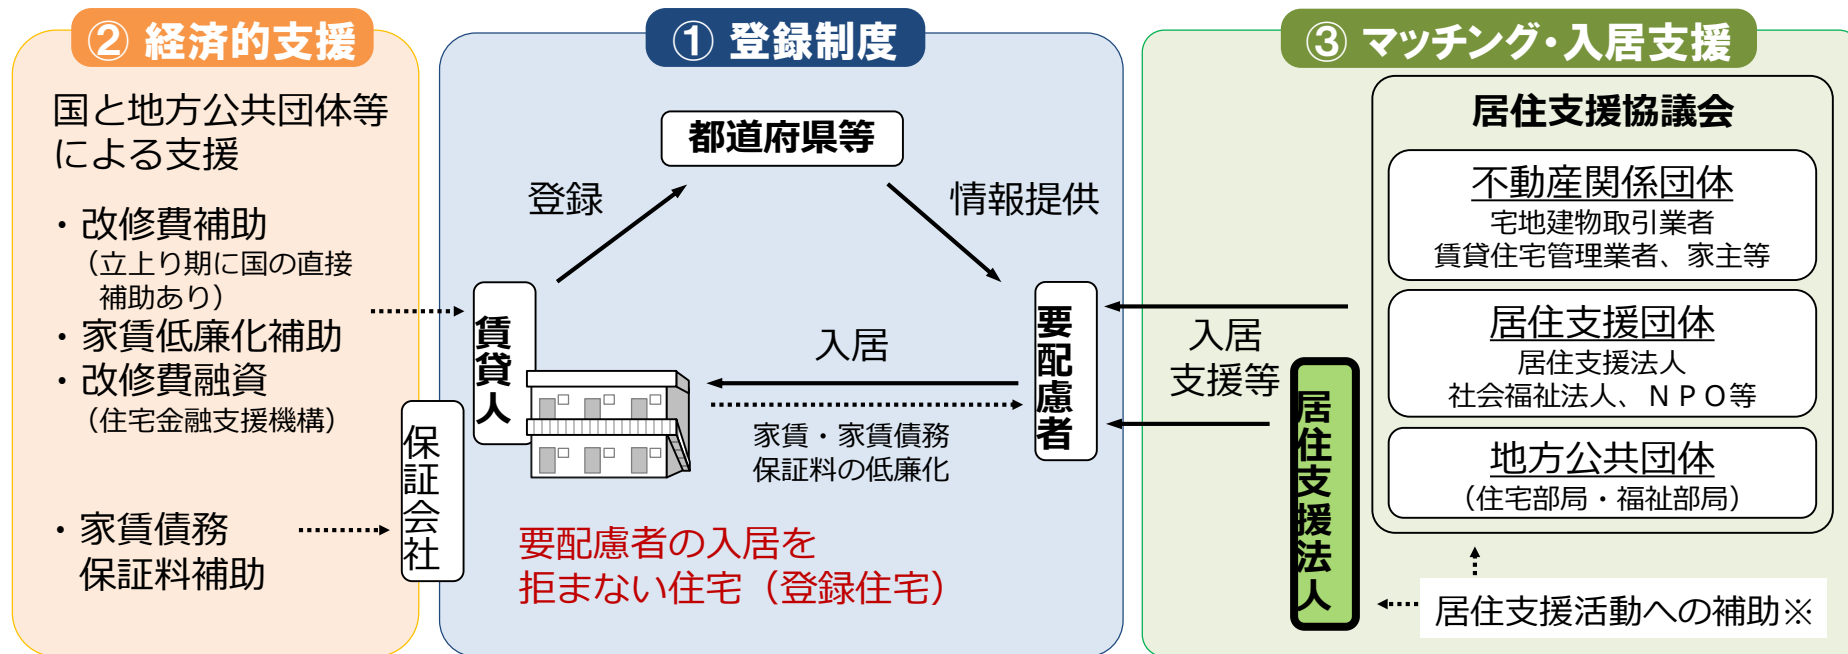 ② 経済的支援
国と地方公共団体等
による支援
・改修費補助
（立上り期に国の直接
補助あり）
・家賃低廉化補助
・改修費融資
（住宅金融支援機構）
・家賃債務
保証料補助
① 登録制度
都道府県等
登録
情報提供
賃貸人
保証会社
入居
家賃・家賃債務
保証料の低廉化
要配慮者
要配慮者の入居を
拒まない住宅（登録住宅）
③ マッチング・入居支援
入居
支援等
居住支援法人
居住支援協議会
不動産関係団体
宅地建物取引業者
賃貸住宅管理業者、家主等
居住支援団体
居住支援法人
社会福祉法人、ＮＰＯ等
地方公共団体
（住宅部局・福祉部局）
居住支援活動への補助※